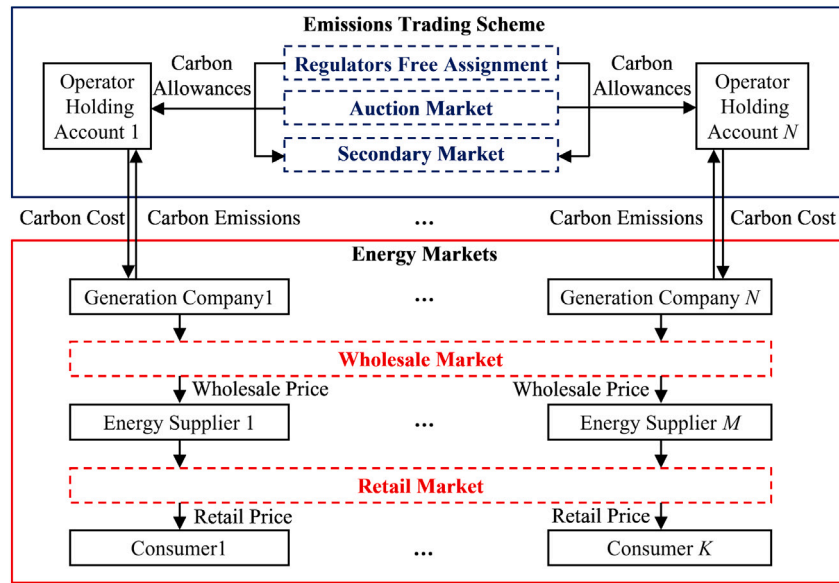 Emissions Trading Scheme
Operator
Holding
Account 1
Carbon
Allowances
Regulators Free Assignment
Auction Market
Secondary Market
Carbon
Allowances
Operator
Holding
Account N
Carbon Cost
Carbon Emissions
...
Carbon Emissions
Carbon Cost
Energy Markets
Generation Company1
...
Generation Company N
Wholesale Market
Wholesale Price
Wholesale Price
Energy Supplier 1
...
Energy Supplier M
Retail Market
Retail Price
Retail Price
Consumer1
...
Consumer K